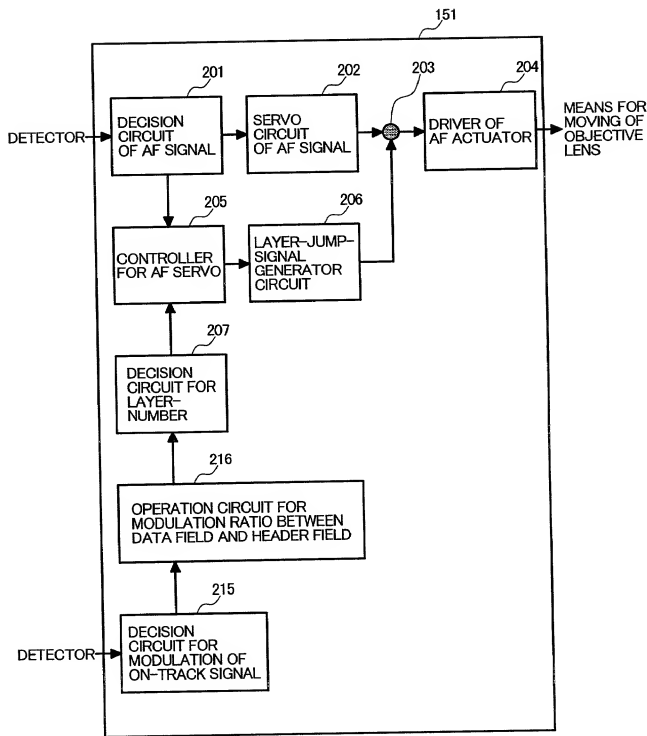 151
201
202
203
204
DETECTOR
DECISION
CIRCUIT
OF AF SIGNAL
SERVO
CIRCUIT
OF AF SIGNAL
DRIVER OF
AF ACTUATOR
MEANS FOR
MOVING OF
OBJECTIVE
LENS
205
206
CONTROLLER
FOR AF SERVO
LAYER-JUMP-
SIGNAL
GENERATOR
CIRCUIT
207
DECISION
CIRCUIT FOR
LAYER-
NUMBER
216
OPERATION CIRCUIT FOR
MODULATION RATIO BETWEEN
DATA FIELD AND HEADER FIELD
215
DETECTOR
DECISION
CIRCUIT FOR
MODULATION OF
ON-TRACK SIGNAL